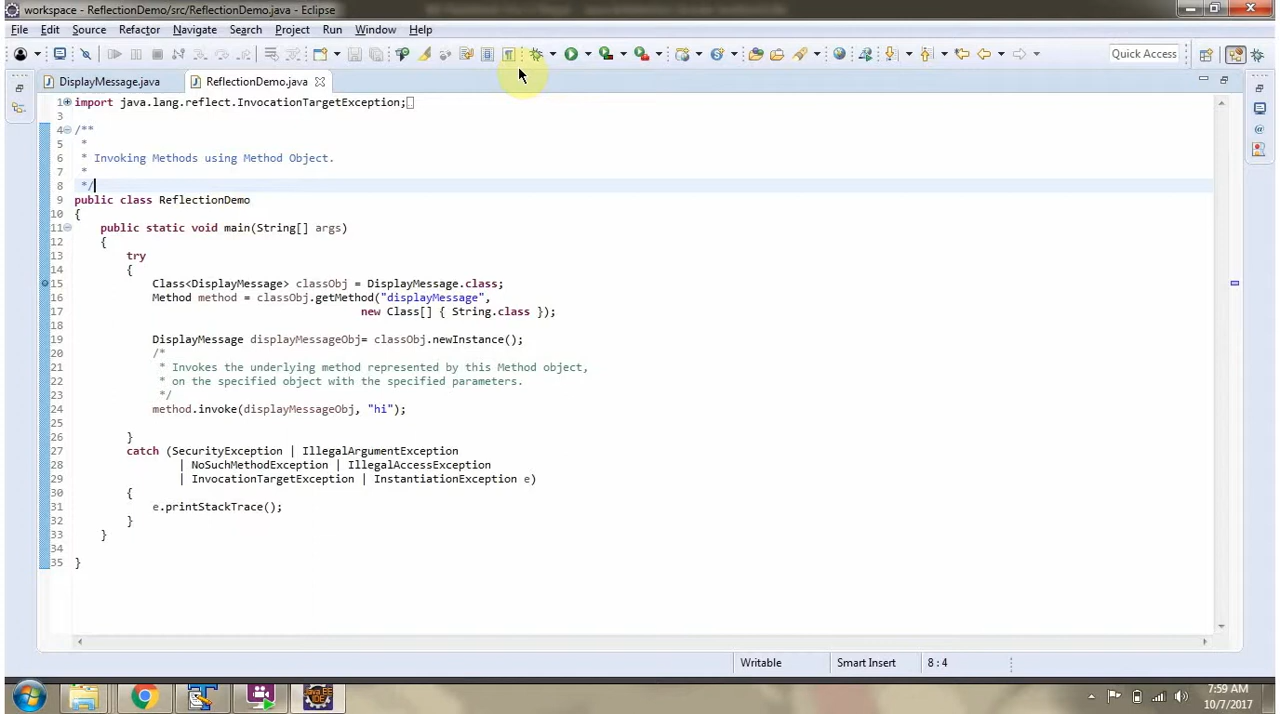 workspace - ReflectionDemo/src/ReflectionDemo.java - Eclipse
File Edit Source Refactor Navigate Search Project Run Window Help
Quick Access
DisplayMessage.java ReflectionDemo.java
1 import java.lang.reflect.InvocationTargetException;
3
4 /**
5 *
6 * Invoking Methods using Method Object.
7 *
8 */
9 public class ReflectionDemo
10 {
11 public static void main(String[] args)
12 {
13 try
14 {
15 Class<DisplayMessage> classObj = DisplayMessage.class;
16 Method method = classObj.getMethod("displayMessage",
17 new Class[] { String.class });
18
19 DisplayMessage displayMessageObj= classObj.newInstance();
20 /*
21 * Invokes the underlying method represented by this Method object,
22 * on the specified object with the specified parameters.
23 */
24 method.invoke(displayMessageObj, "hi");
25
26 }
27 catch (SecurityException | IllegalArgumentException
28 | NoSuchMethodException | IllegalAccessException
29 | InvocationTargetException | InstantiationException e)
30 {
31 e.printStackTrace();
32 }
33 }
34
35 }
Writable Smart Insert 8 : 4
Java EE
IDE
7:59 AM
10/7/2017